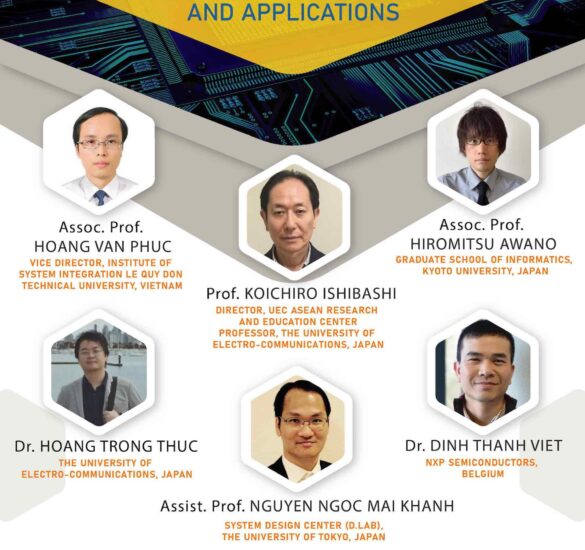 AND APPLICATIONS
Assoc. Prof.
HOANG VAN PHUC
VICE DIRECTOR, INSTITUTE OF
SYSTEM INTEGRATION LE QUY DON
TECHNICAL UNIVERSITY, VIETNAM
Prof. KOICHIRO ISHIBASHI
DIRECTOR, UEC ASEAN RESEARCH
AND EDUCATION CENTER
PROFESSOR, THE UNIVERSITY OF
ELECTRO-COMMUNICATIONS, JAPAN
Assoc. Prof.
HIROMITSU AWANO
GRADUATE SCHOOL OF INFORMATICS,
KYOTO UNIVERSITY, JAPAN
Dr. HOANG TRONG THUC
THE UNIVERSITY OF
ELECTRO-COMMUNICATIONS, JAPAN
Assist. Prof. NGUYEN NGOC MAI KHANH
SYSTEM DESIGN CENTER (D.LAB),
THE UNIVERSITY OF TOKYO, JAPAN
Dr. DINH THANH VIET
NXP SEMICONDUCTORS,
BELGIUM